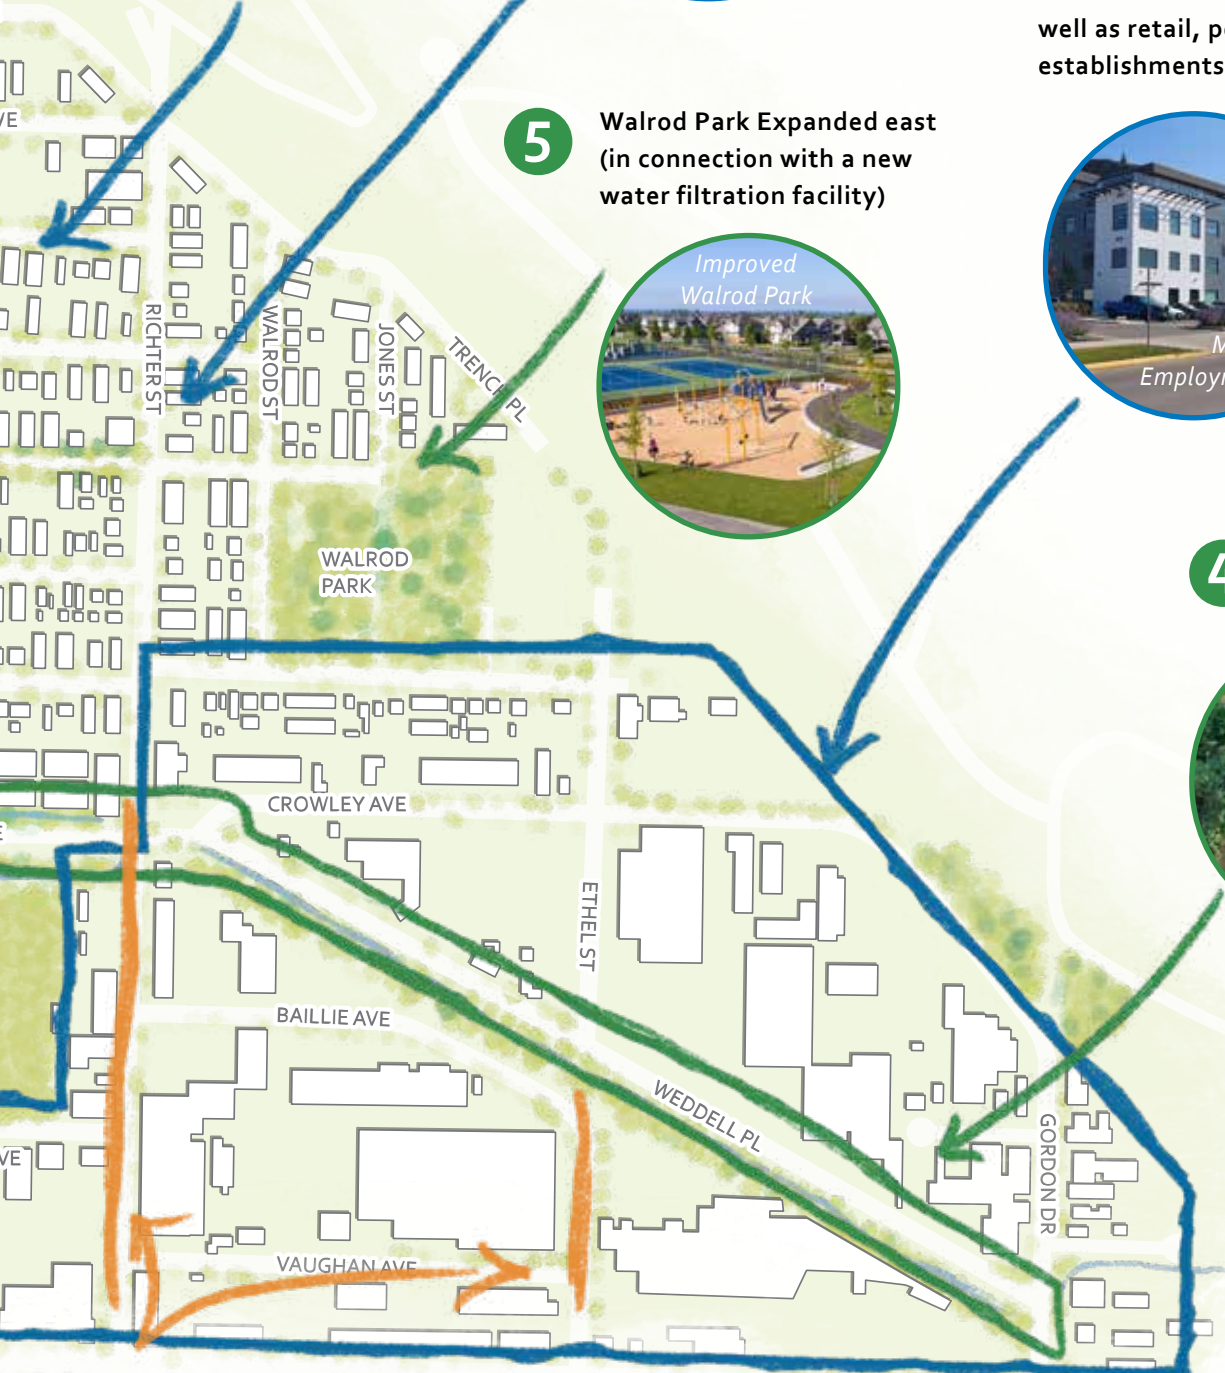 well as retail,
establishments
5
Walrod Park Expanded east
(in connection with a new
water filtration facility)
Improved
Walrod Park
RICHTER ST
WALROD ST
JONES ST
TRENCH PL
WALROD
PARK
4
CROWLEY AVE
ETHEL ST
BAILLIE AVE
WEDDELL PL
GORDON DR
VAUGHAN AVE